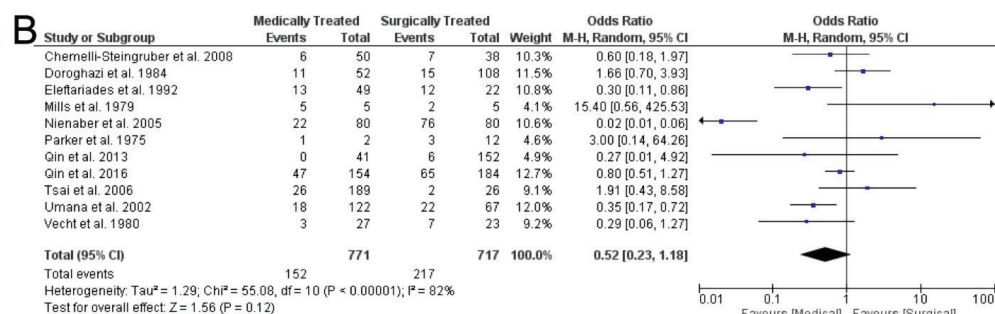 B
Medically Treated Surgically Treated Odds Ratio Odds Ratio
Study or Subgroup Events Total Events Total Weight M-H, Random, 95% CI M-H, Random, 95% CI
Chemelli-Steingruber et al. 2008 6 50 7 38 10.3% 0.60 [0.18, 1.97]
Doroghazi et al. 1984 11 52 15 108 11.5% 1.66 [0.70, 3.93]
Eleftariades et al. 1992 13 49 12 22 10.8% 0.30 [0.11, 0.86]
Mills et al. 1979 5 5 2 5 4.1% 15.40 [0.56, 425.53]
Nienaber et al. 2005 22 80 76 80 10.6% 0.02 [0.01, 0.06]
Parker et al. 1975 1 2 3 12 4.6% 3.00 [0.14, 64.26]
Qin et al. 2013 0 41 6 152 4.9% 0.27 [0.01, 4.92]
Qin et al. 2016 47 154 65 184 12.7% 0.80 [0.51, 1.27]
Tsai et al. 2006 26 189 2 26 9.1% 1.91 [0.43, 8.58]
Umana et al. 2002 18 122 22 67 12.0% 0.35 [0.17, 0.72]
Vecht et al. 1980 3 27 7 23 9.2% 0.29 [0.06, 1.27]
Total (95% CI) 771 717 100.0% 0.52 [0.23, 1.18]
Total events 152 217
Heterogeneity: Tau² = 1.29; Chi² = 55.08, df = 10 (P < 0.00001); I² = 82%
Test for overall effect: Z = 1.56 (P = 0.12)
0.01 0.1 1 10 100
Favours [Medical] Favours [Surgical]